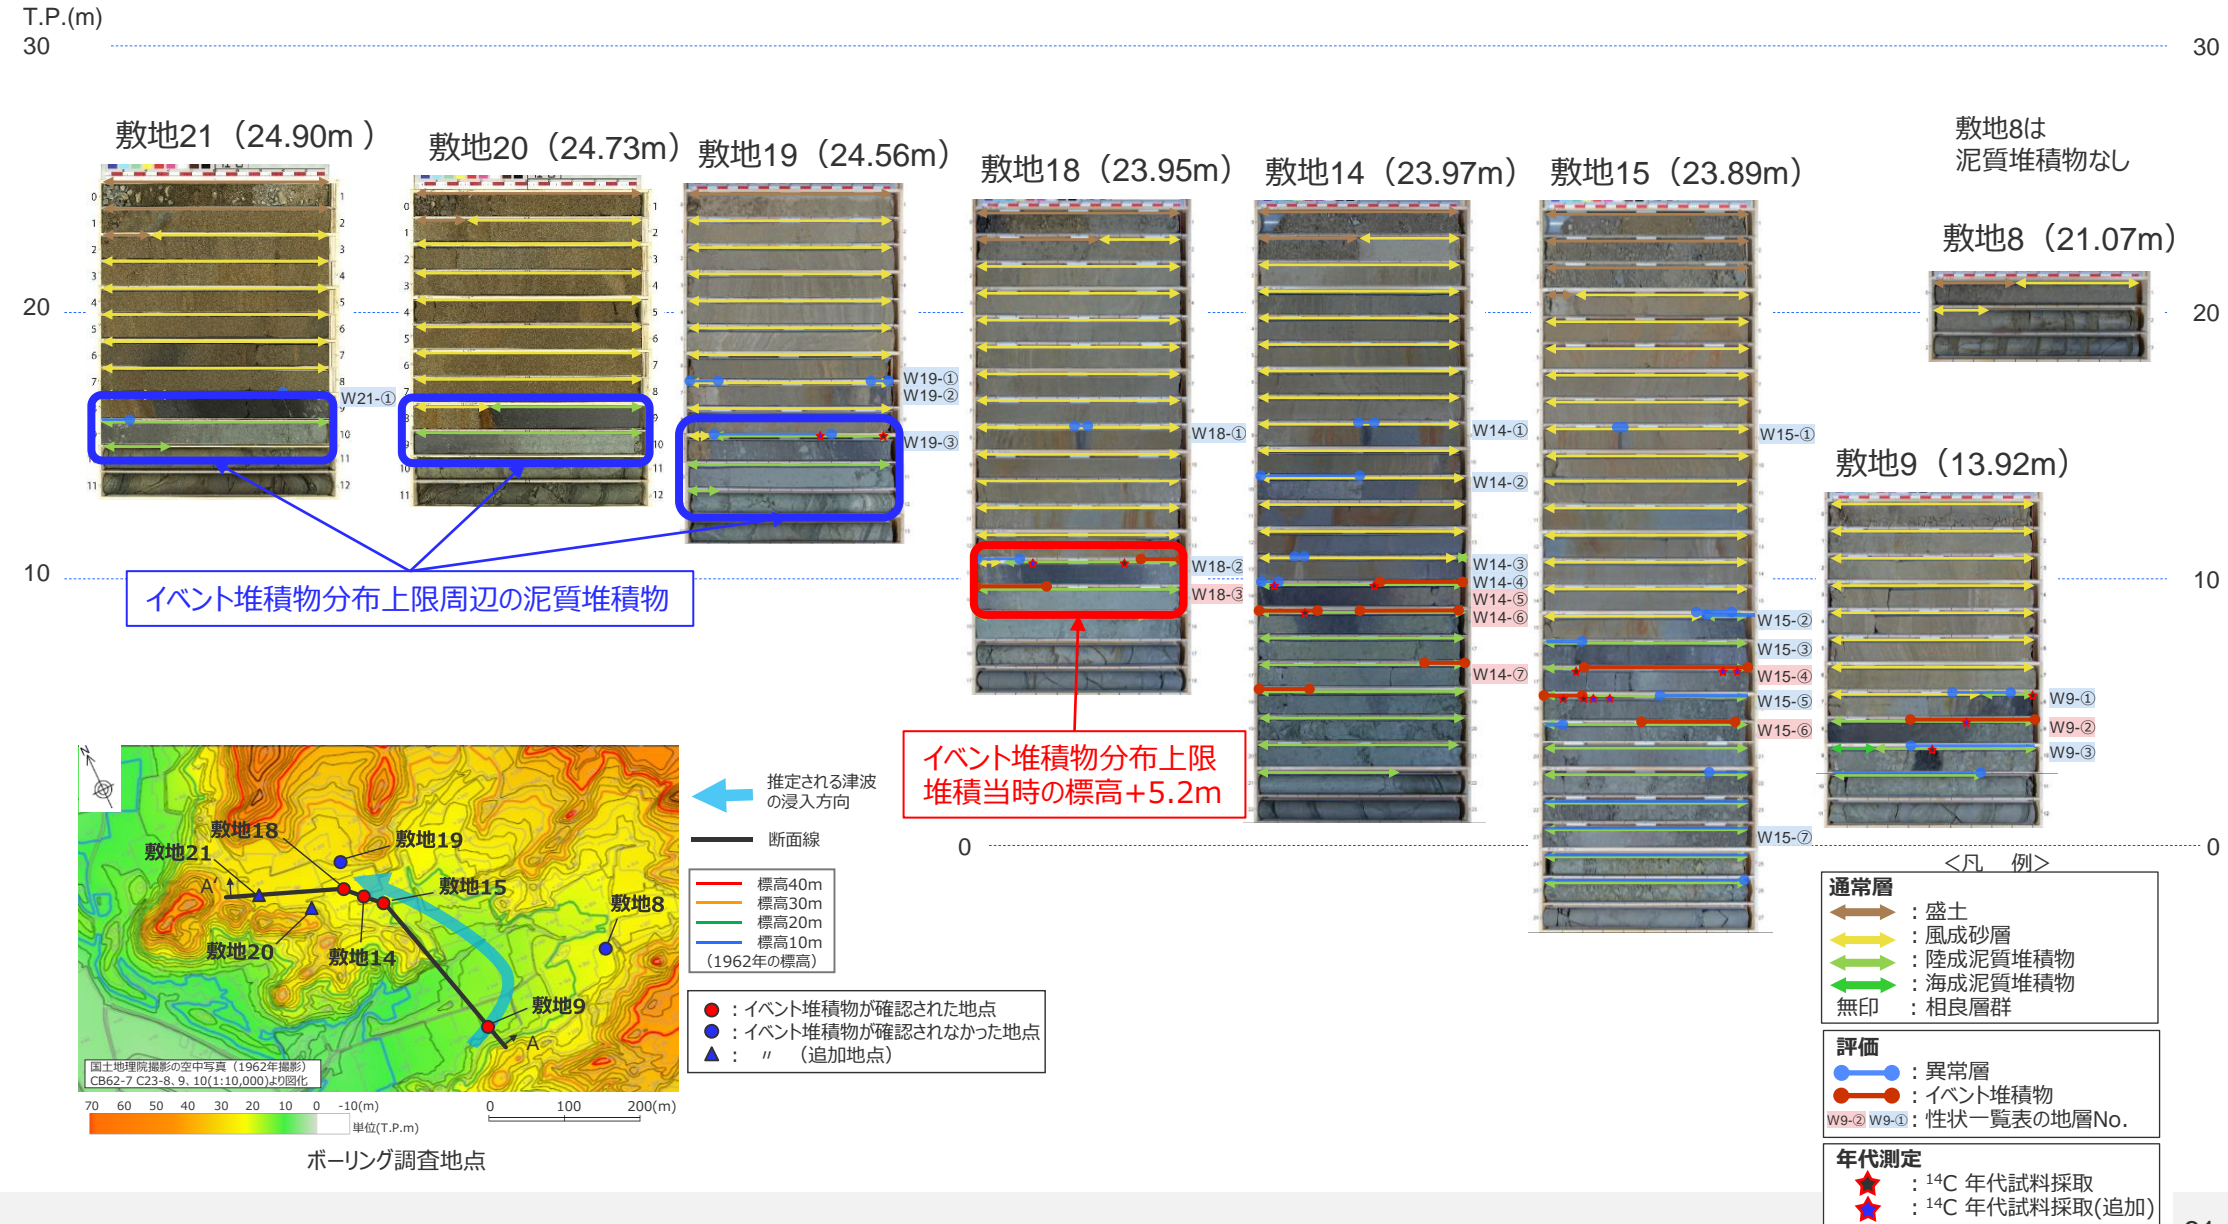 T.P.(m)
30
30
敷地21（24.90m ）
敷地20（24.73m）
敷地19（24.56m）
敷地18（23.95m）
敷地14（23.97m）
敷地15（23.89m）
敷地8は
泥質堆積物なし
敷地8（21.07m）
20
20
W19-①
W19-②
W21-①
W19-③
W18-①
W14-①
W15-①
敷地9（13.92m）
W14-②
10
10
W18-②
W18-③
W14-③
W14-④
W14-⑤
W14-⑥
W14-⑦
W15-②
W15-③
W15-④
W15-⑤
W15-⑥
W15-⑦
W9-①
W9-②
W9-③
イベント堆積物分布上限周辺の泥質堆積物
イベント堆積物分布上限
堆積当時の標高+5.2m
0
0
N
敷地18
敷地19
敷地21
敷地15
敷地8
敷地20
敷地14
敷地9
A'
A
国土地理院撮影の空中写真（1962年撮影）
CB62-7 C23-8、9、10(1:10,000)より図化
70 60 50 40 30 20 10 0 -10(m)
単位(T.P.m)
0 100 200(m)
ボーリング調査地点
推定される津波
の浸入方向
断面線
標高40m
標高30m
標高20m
標高10m
（1962年の標高）
：イベント堆積物が確認された地点
：イベント堆積物が確認されなかった地点
： 〃 （追加地点）
＜凡 例＞
通常層
：盛土
：風成砂層
：陸成泥質堆積物
：海成泥質堆積物
無印 ：相良層群
評価
：異常層
：イベント堆積物
W9-② W9-①：性状一覧表の地層No.
年代測定
：14C 年代試料採取
：14C 年代試料採取(追加)